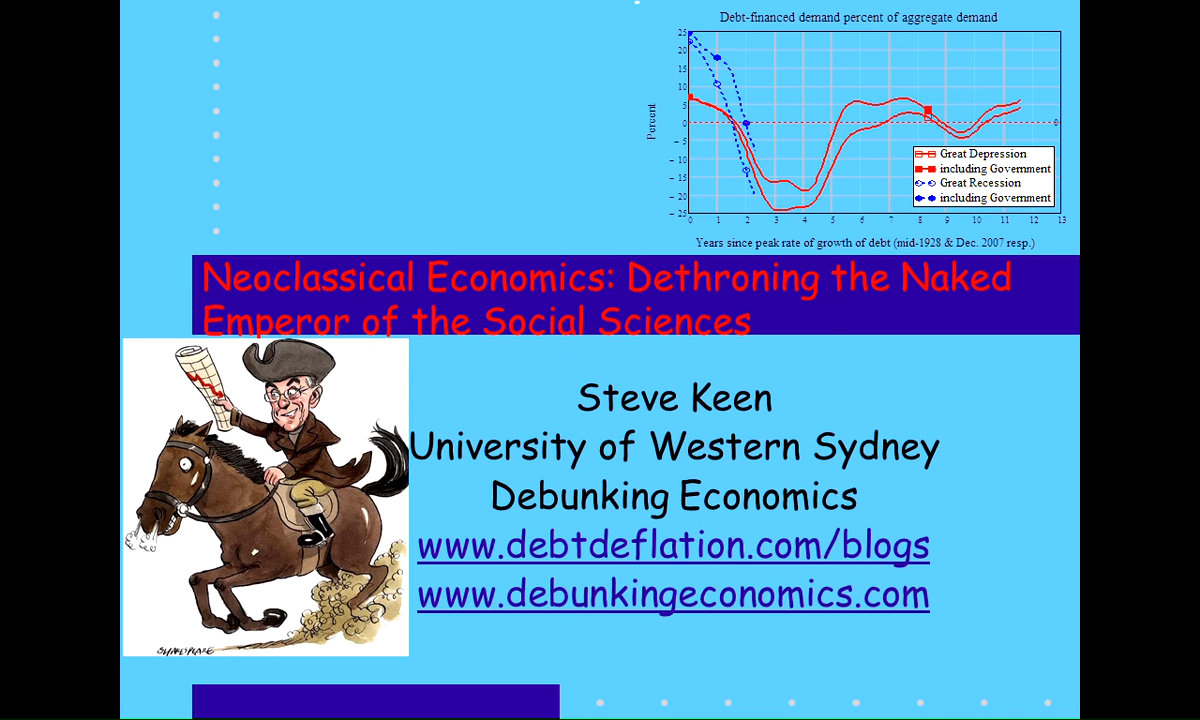 Debt-financed demand percent of aggregate demand
25
20
15
10
5
0
− 5
− 10
− 15
− 20
− 25
Percent
0
Great Depression
including Government
Great Recession
including Government
0 1 2 3 4 5 6 7 8 9 10 11 12 13
Years since peak rate of growth of debt (mid-1928 & Dec. 2007 resp.)
Neoclassical Economics: Dethroning the Naked
Emperor of the Social Sciences
Steve Keen
University of Western Sydney
Debunking Economics
www.debtdeflation.com/blogs
www.debunkingeconomics.com